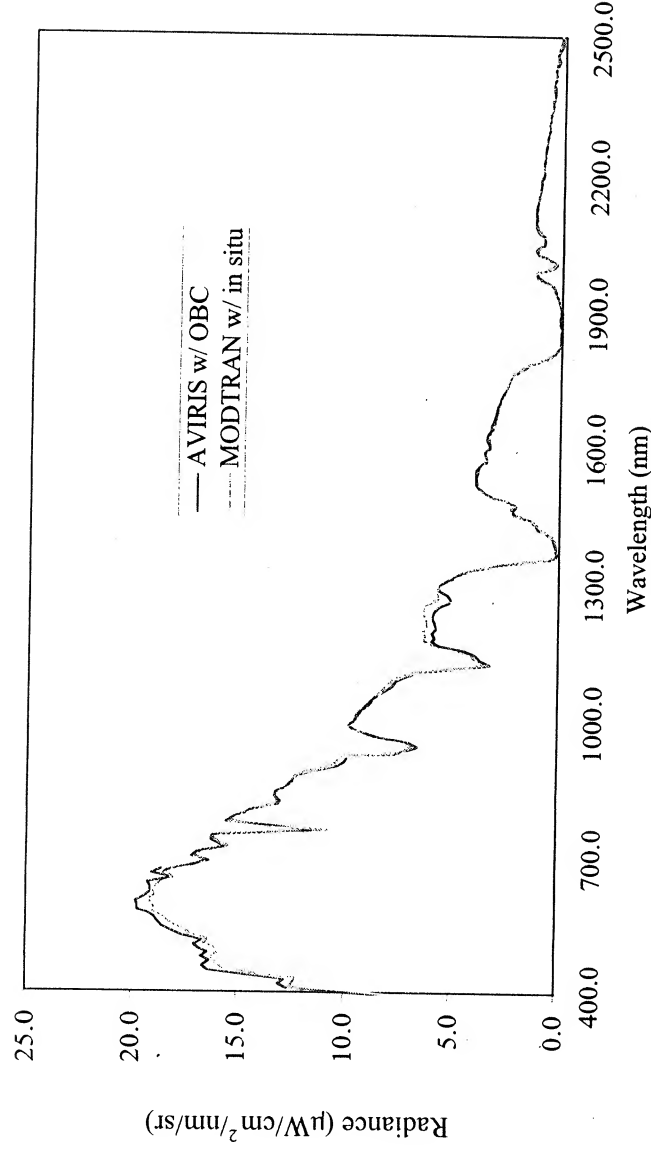 25.0
20.0
15.0
10.0
5.0
0.0
Radiance (μW/cm²/nm/sr)
AVIRIS w/ OBC
MODTRAN w/ in situ
400.0 700.0 1000.0 1300.0 1600.0 1900.0 2200.0 2500.0
Wavelength (nm)